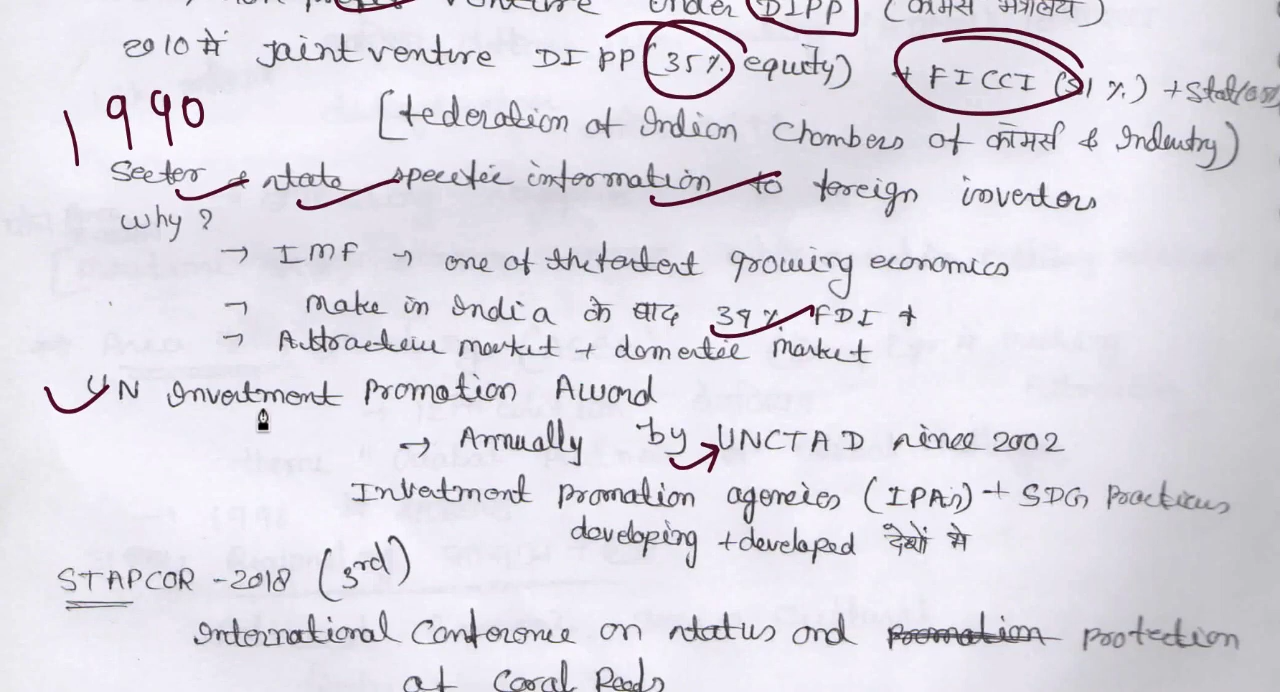 venture under DIPP (कॉमर्स मंत्रालय)
2010 में joint venture DIPP (35% equity) + FICCI (51%) + State(
1990
[federation of Indian Chambers of कॉमर्स & Industry)
Sector & state specific information to foreign investors
why?
→ IMF → one of the fastest growing economics
→ make in India के बाद 37% FDI ↑
→ Attractive market + domestic market
UN Investment Promotion Award
→ Annually by UNCTAD since 2002
Investment promotion agencies (IPAs) + SDG Practices
developing + developed देशों में
STAPCOR - 2018 (3rd)
International Conference on status and promotion protection
of Coral Reefs